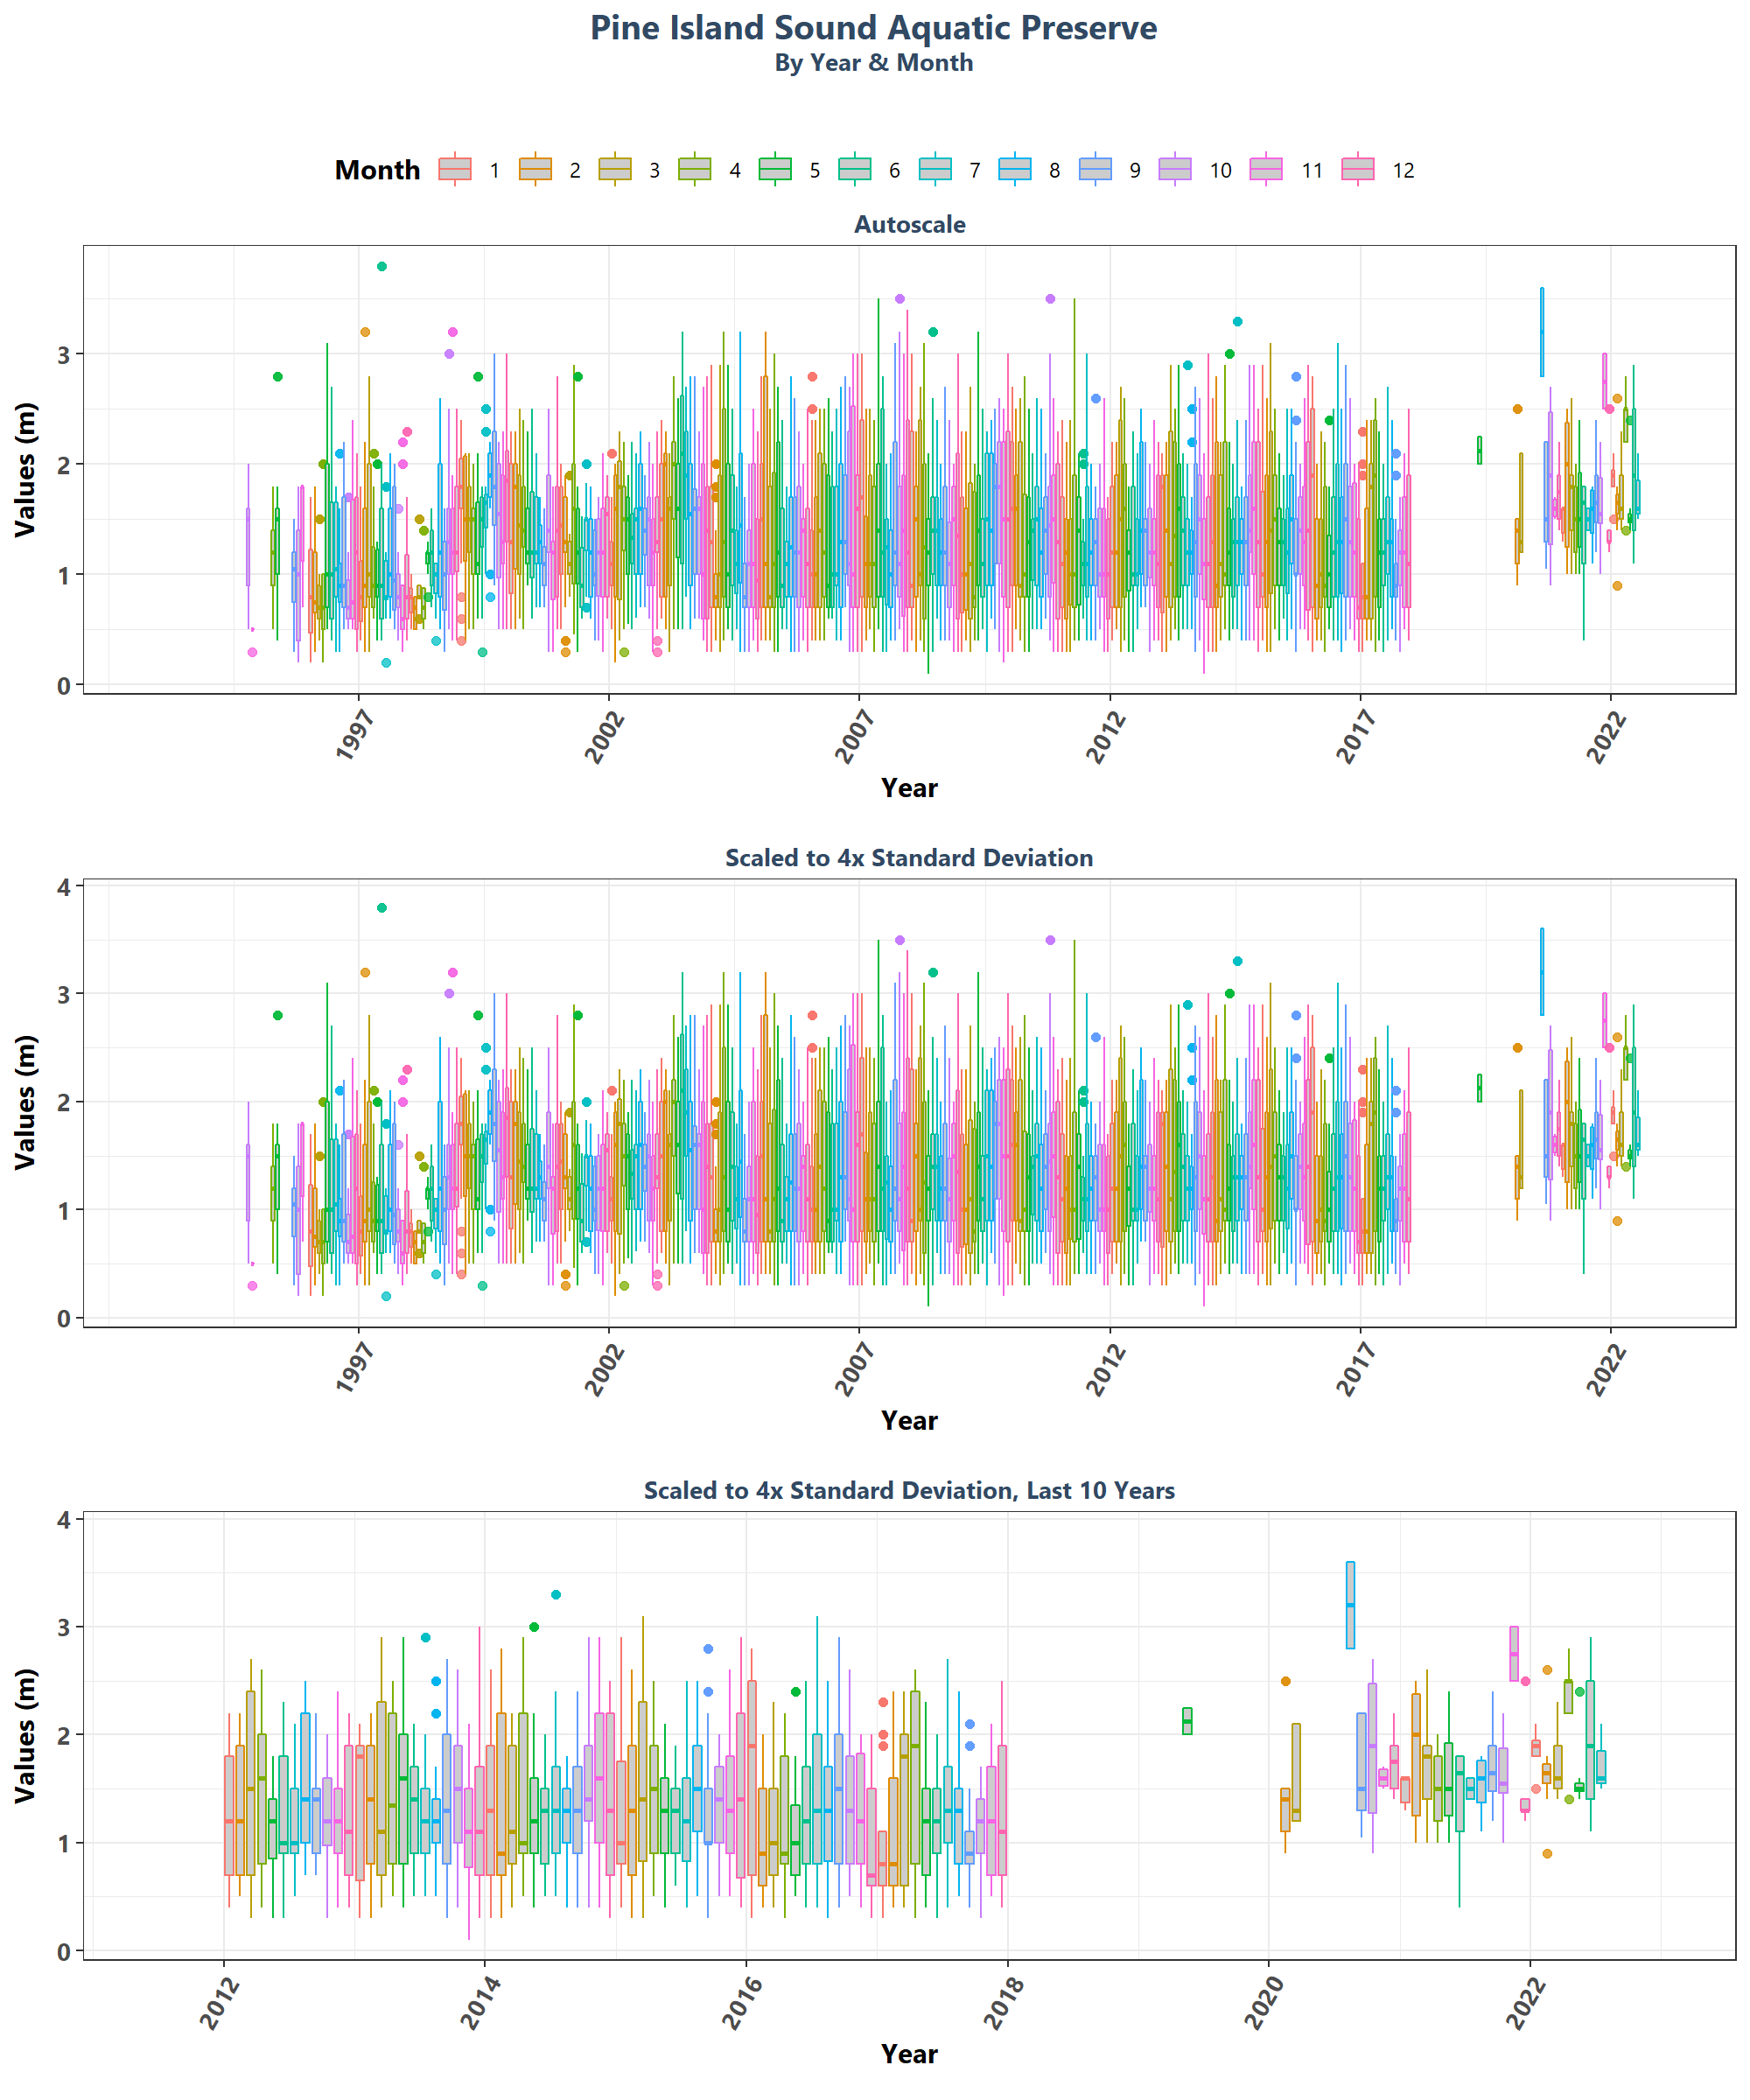 Pine Island Sound Aquatic Preserve
By Year & Month
Month 1 2 3 4 5 6 7 8 9 10 11 12
Autoscale
Values (m)
3
2
1
0
1997 2002 2007 2012 2017 2022
Year
Scaled to 4x Standard Deviation
Values (m)
4
3
2
1
0
1997 2002 2007 2012 2017 2022
Year
Scaled to 4x Standard Deviation, Last 10 Years
Values (m)
4
3
2
1
0
2012 2014 2016 2018 2020 2022
Year